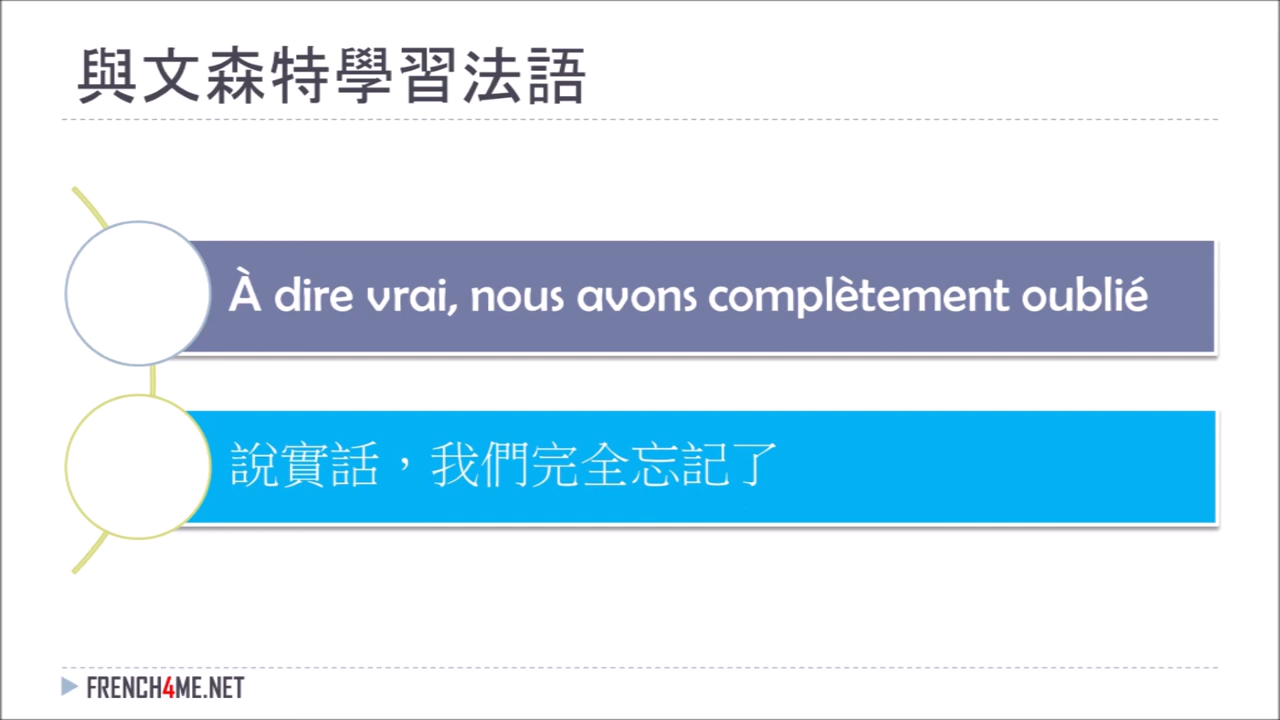 與文森特學習法語
À dire vrai, nous avons complètement oublié
說實話，我們完全忘記了
FRENCH4ME.NET